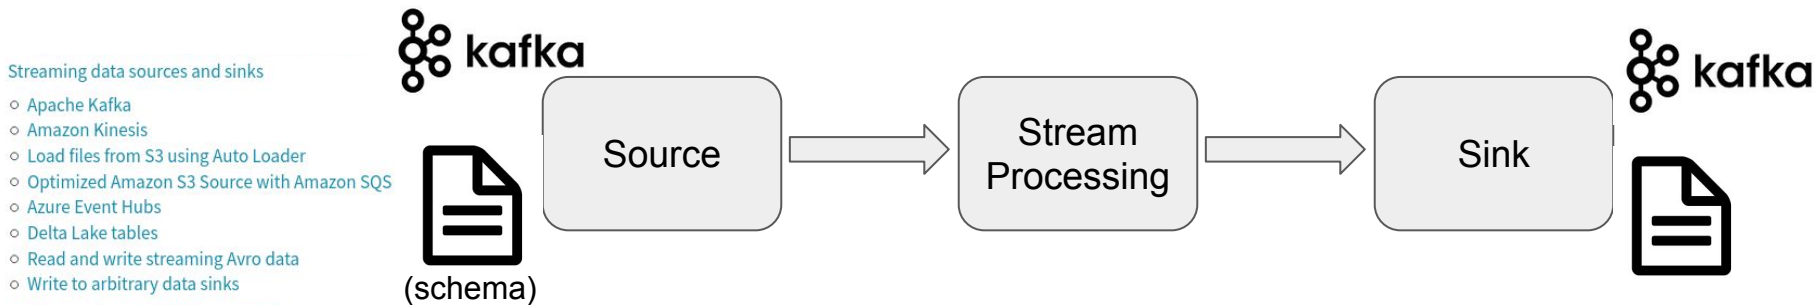 Streaming data sources and sinks
Apache Kafka
Amazon Kinesis
Load files from S3 using Auto Loader
Optimized Amazon S3 Source with Amazon SQS
Azure Event Hubs
Delta Lake tables
Read and write streaming Avro data
Write to arbitrary data sinks
kafka
(schema)
Source
Stream
Processing
Sink
kafka